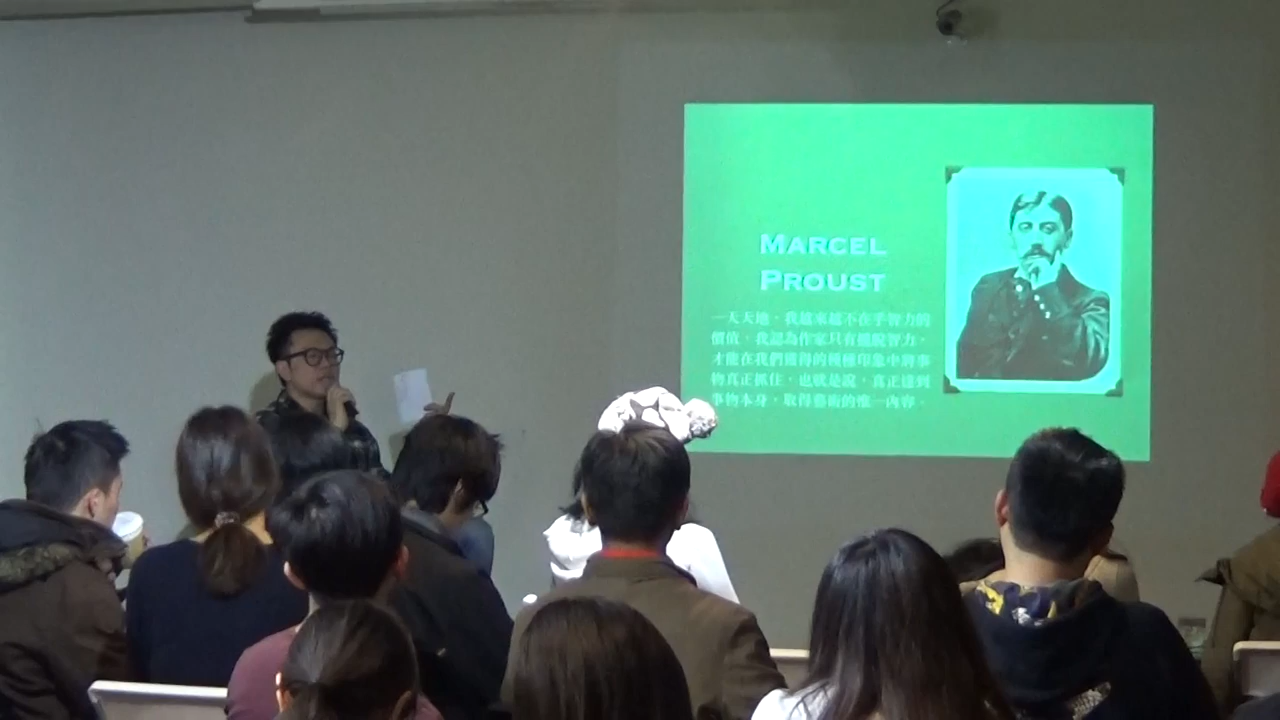 MARCEL
PROUST
一天天地，我越來越不在乎智力的
價值，我認為作家只有擺脫智力，
才能在我們獲得的種種印象中將事
物真正抓住，也就是說，真正達到
事物本身，取得藝術的惟一內容。